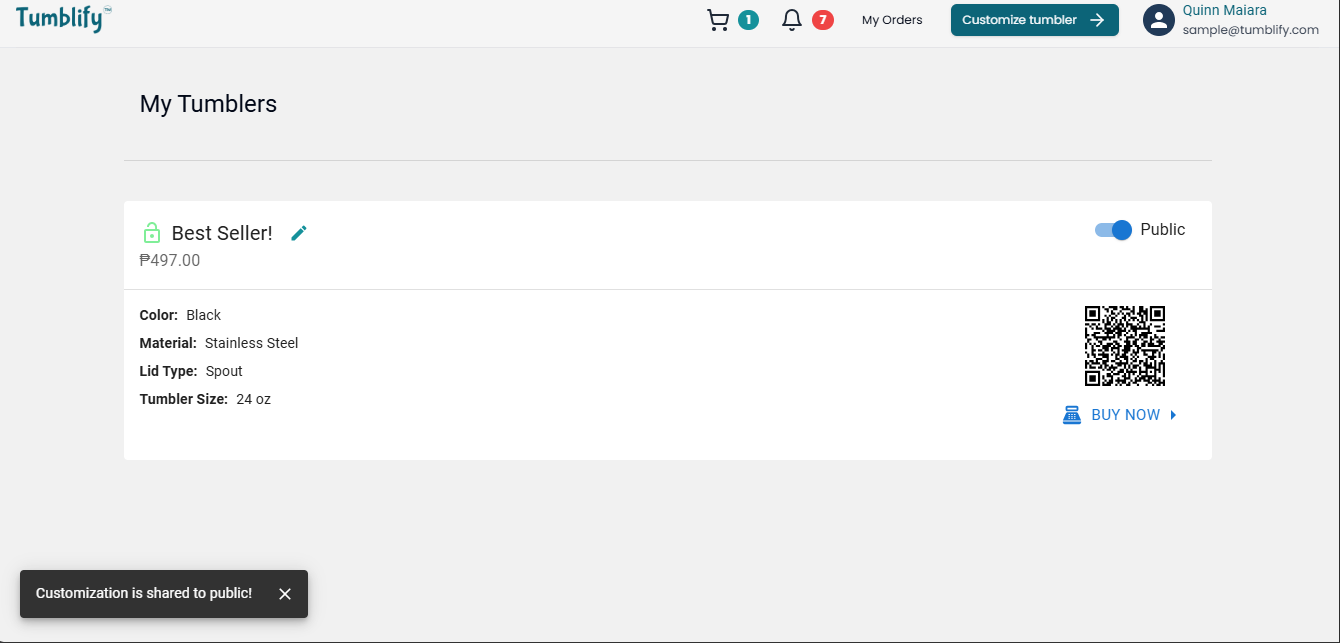 Tumblify™
1
7
My Orders
Customize tumbler
Quinn Maiara
sample@tumblify.com
My Tumblers
Best Seller!
Public
₱497.00
Color: Black
Material: Stainless Steel
Lid Type: Spout
Tumbler Size: 24 oz
BUY NOW
Customization is shared to public!